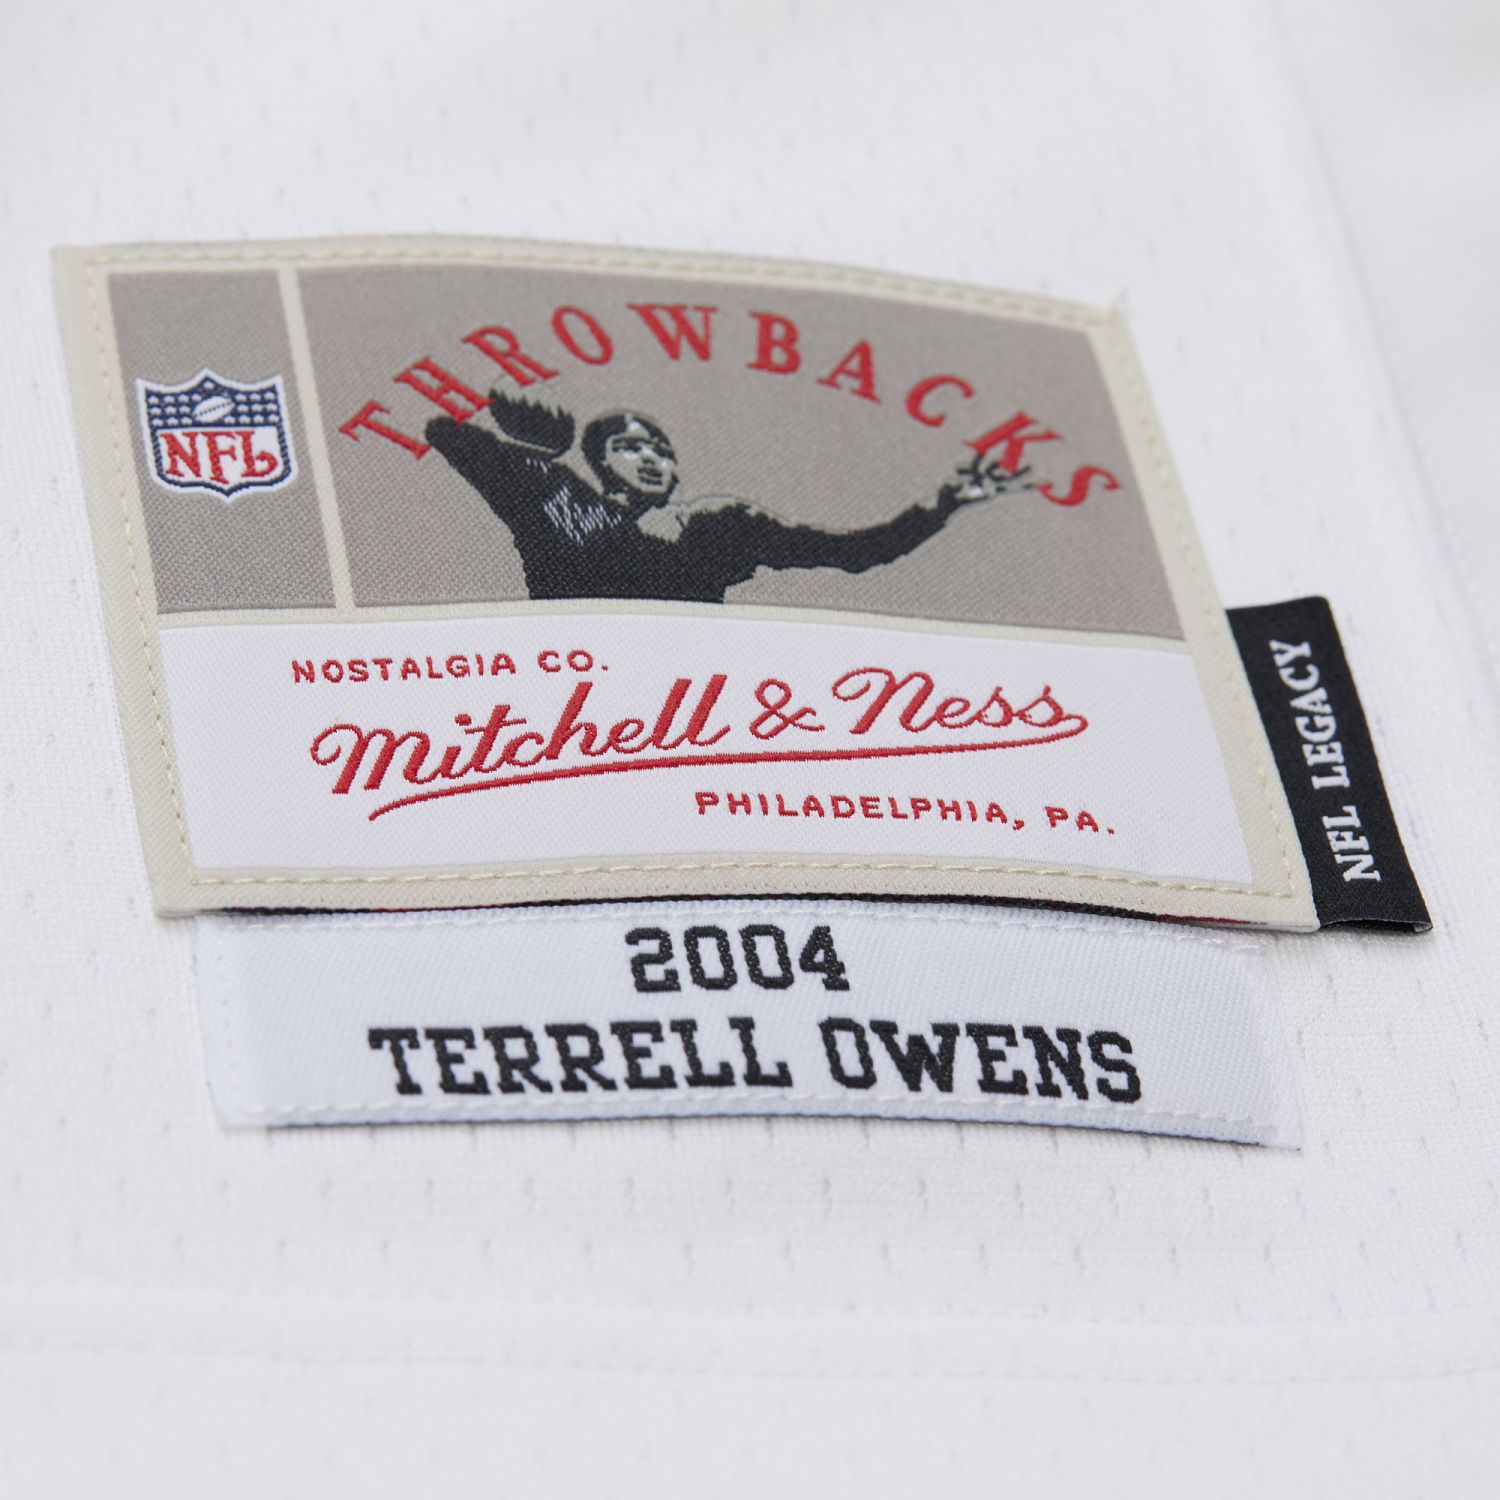 THROWBACKS
NFL
NOSTALGIA CO.
Mitchell & Ness
PHILADELPHIA, PA.
NFL LEGACY
2004
TERRELL OWENS